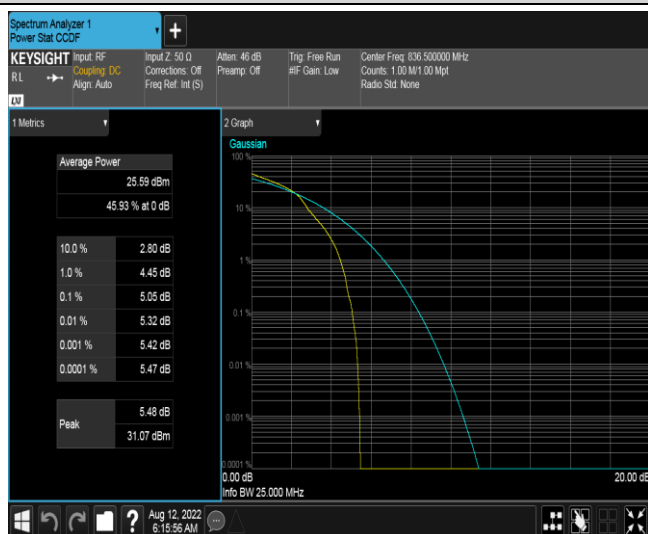 Spectrum Analyzer 1
Power Stat CCDF
+
KEYSIGHT
RL
LXI
Input: RF
Coupling: DC
Align: Auto
Input Z: 50 Ω
Corrections: Off
Freq Ref: Int (S)
Atten: 46 dB
Preamp: Off
Trig: Free Run
#IF Gain: Low
Center Freq: 836.500000 MHz
Counts: 1.00 M/1.00 Mpt
Radio Std: None
1 Metrics
Average Power
25.59 dBm
45.93 % at 0 dB
10.0 % 2.80 dB
1.0 % 4.45 dB
0.1 % 5.05 dB
0.01 % 5.32 dB
0.001 % 5.42 dB
0.0001 % 5.47 dB
Peak
5.48 dB
31.07 dBm
2 Graph
Gaussian
100 %
10 %
1 %
0.1 %
0.01 %
0.001 %
0.0001 %
0.00 dB
20.00 dB
Info BW 25.000 MHz
?
Aug 12, 2022
6:15:56 AM